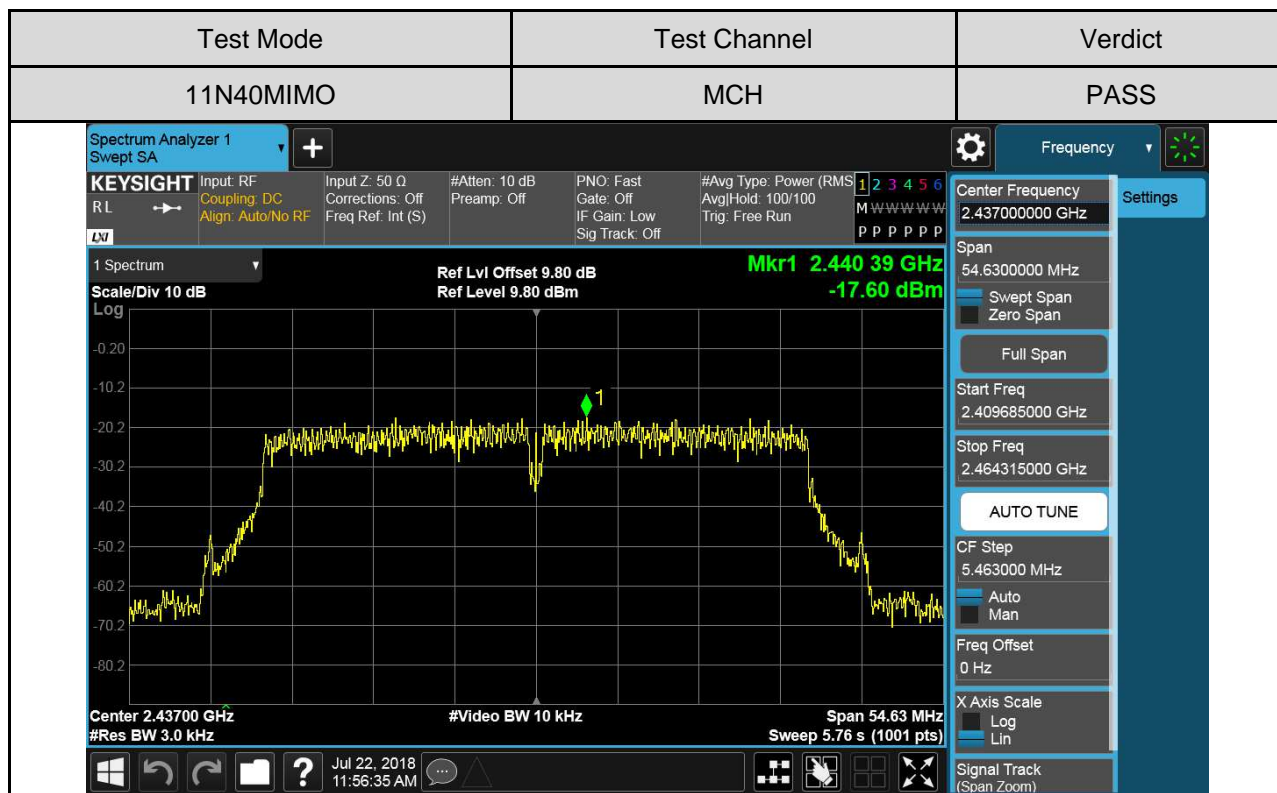 Test Mode Test Channel Verdict
11N40MIMO MCH PASS
Spectrum Analyzer 1
Swept SA
+
Frequency
KEYSIGHT
RL
LXI
Input: RF
Coupling: DC
Align: Auto/No RF
Input Z: 50 Ω
Corrections: Off
Freq Ref: Int (S)
#Atten: 10 dB
Preamp: Off
PNO: Fast
Gate: Off
IF Gain: Low
Sig Track: Off
#Avg Type: Power (RMS
Avg|Hold: 100/100
Trig: Free Run
1 2 3 4 5 6
M W W W W W
P P P P P P
1 Spectrum
Scale/Div 10 dB
Ref Lvl Offset 9.80 dB
Ref Level 9.80 dBm
Mkr1 2.440 39 GHz
-17.60 dBm
Log
-0.20
-10.2
-20.2
-30.2
-40.2
-50.2
-60.2
-70.2
-80.2
1
Center 2.43700 GHz
#Res BW 3.0 kHz
#Video BW 10 kHz
Span 54.63 MHz
Sweep 5.76 s (1001 pts)
Center Frequency
2.437000000 GHz
Settings
Span
54.6300000 MHz
Swept Span
Zero Span
Full Span
Start Freq
2.409685000 GHz
Stop Freq
2.464315000 GHz
AUTO TUNE
CF Step
5.463000 MHz
Auto
Man
Freq Offset
0 Hz
X Axis Scale
Log
Lin
Signal Track
(Span Zoom)
?
Jul 22, 2018
11:56:35 AM